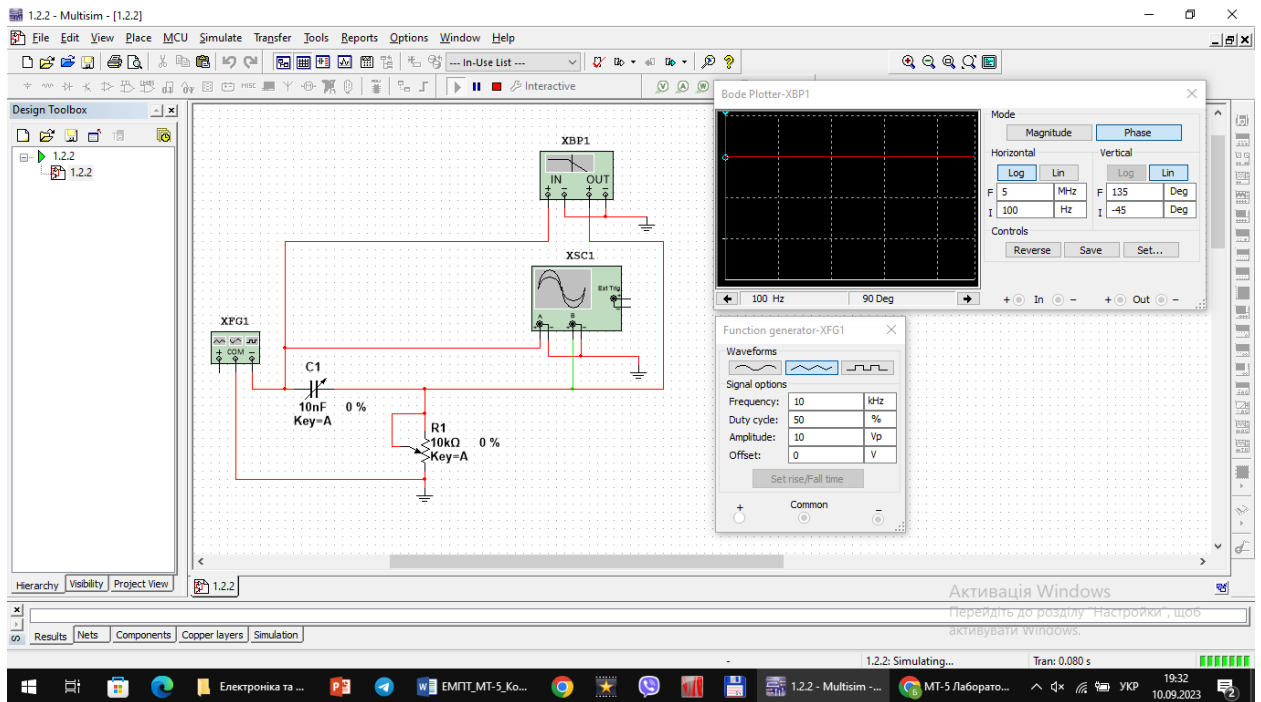 1.2.2 - Multisim - [1.2.2]
File Edit View Place MCU Simulate Transfer Tools Reports Options Window Help
--- In-Use List ---
Interactive
Design Toolbox
1.2.2
1.2.2
XBP1
IN OUT
XSC1
Ext Trig
A B
XFG1
COM
C1
10nF 0 %
Key=A
R1
10kΩ 0 %
Key=A
Bode Plotter-XBP1
Mode
Magnitude Phase
Horizontal Vertical
Log Lin Log Lin
F 5 MHz F 135 Deg
I 100 Hz I -45 Deg
Controls
Reverse Save Set...
100 Hz 90 Deg
+ In - + Out -
Function generator-XFG1
Waveforms
Signal options
Frequency: 10 kHz
Duty cycle: 50 %
Amplitude: 10 Vp
Offset: 0 V
Set rise/Fall time
+ Common -
Hierarchy Visibility Project View
1.2.2
Активація Windows
Перейдіть до розділу "Настройки", щоб
активувати Windows.
Results Nets Components Copper layers Simulation
- 1.2.2: Simulating... Tran: 0.080 s
Електроніка та ... ЕМПТ_МТ-5_Ко... 1.2.2 - Multisim -... МТ-5 Лаборато... УКР
19:32
10.09.2023